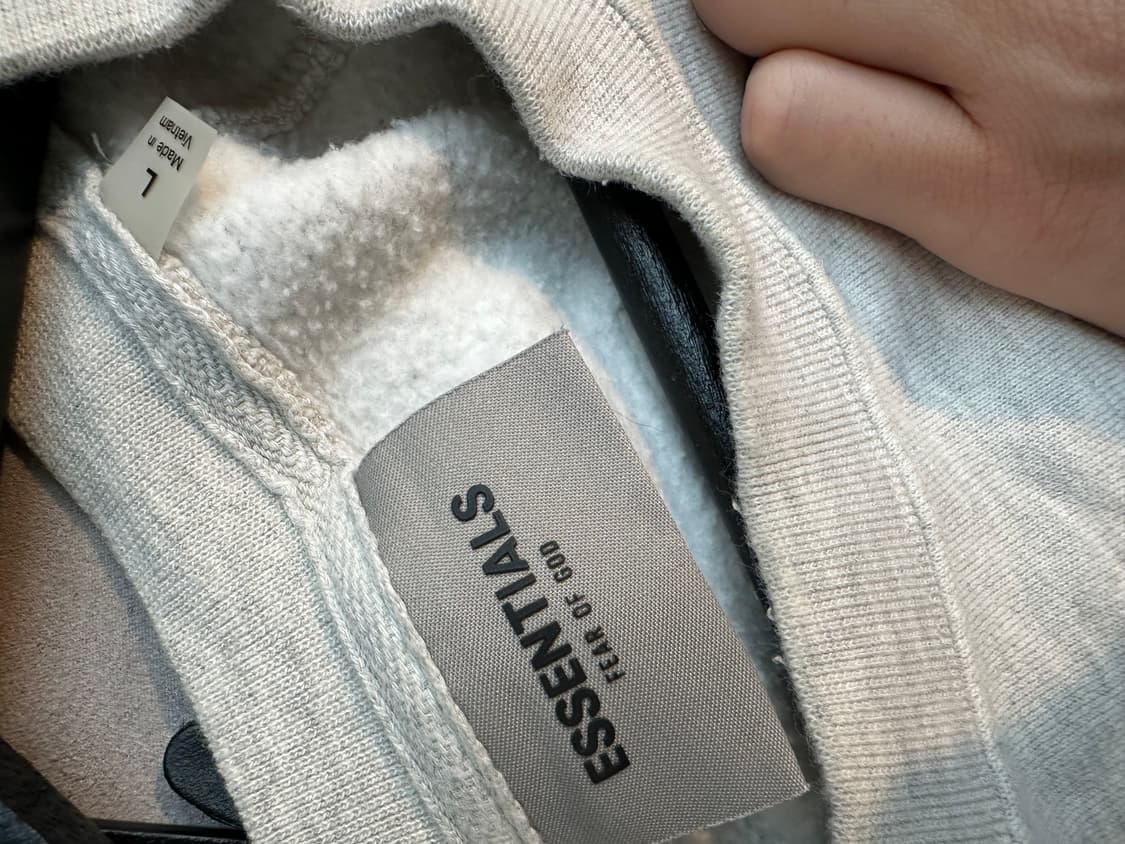 L
Made in
Vietnam
ESSENTIALS
FEAR OF GOD